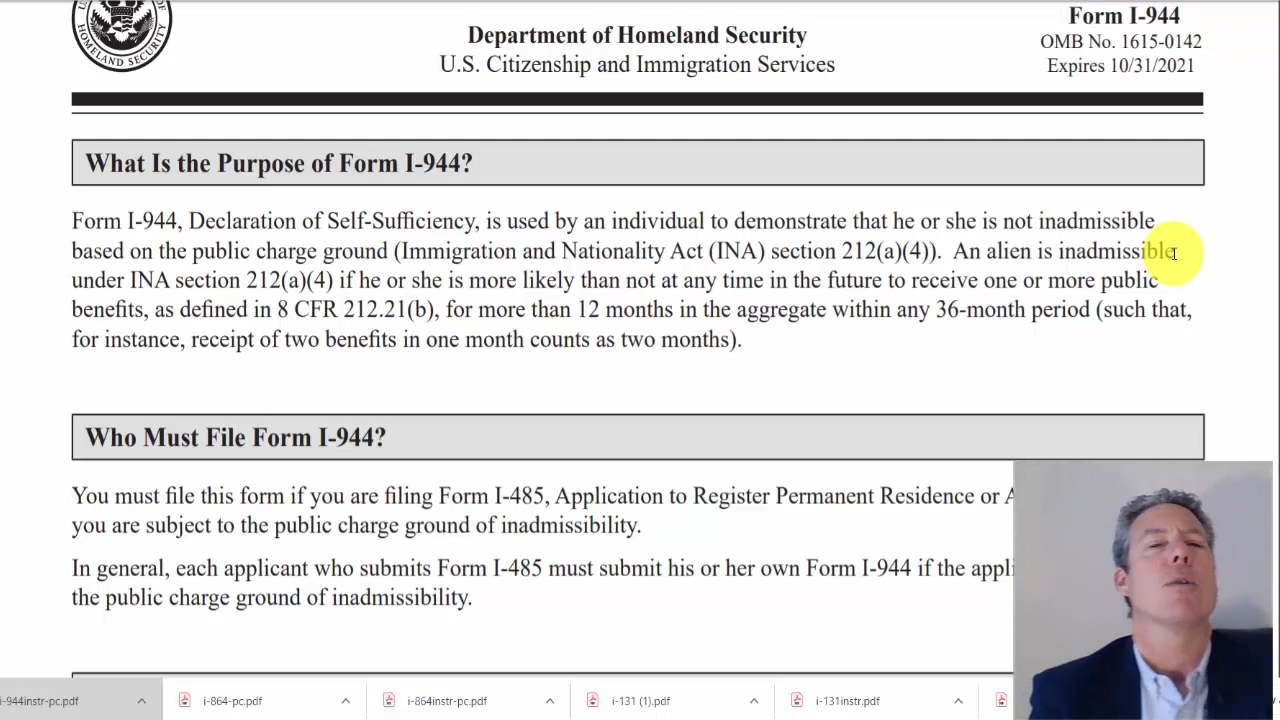 HOMELAND SECURITY
Form I-944
Department of Homeland Security
OMB No. 1615-0142
U.S. Citizenship and Immigration Services
Expires 10/31/2021
What Is the Purpose of Form I-944?
Form I-944, Declaration of Self-Sufficiency, is used by an individual to demonstrate that he or she is not inadmissible
based on the public charge ground (Immigration and Nationality Act (INA) section 212(a)(4)).  An alien is inadmissible
under INA section 212(a)(4) if he or she is more likely than not at any time in the future to receive one or more public
benefits, as defined in 8 CFR 212.21(b), for more than 12 months in the aggregate within any 36-month period (such that,
for instance, receipt of two benefits in one month counts as two months).
Who Must File Form I-944?
You must file this form if you are filing Form I-485, Application to Register Permanent Residence or A
you are subject to the public charge ground of inadmissibility.
In general, each applicant who submits Form I-485 must submit his or her own Form I-944 if the appli
the public charge ground of inadmissibility.
i-944instr-pc.pdf
i-864-pc.pdf
i-864instr-pc.pdf
i-131 (1).pdf
i-131instr.pdf